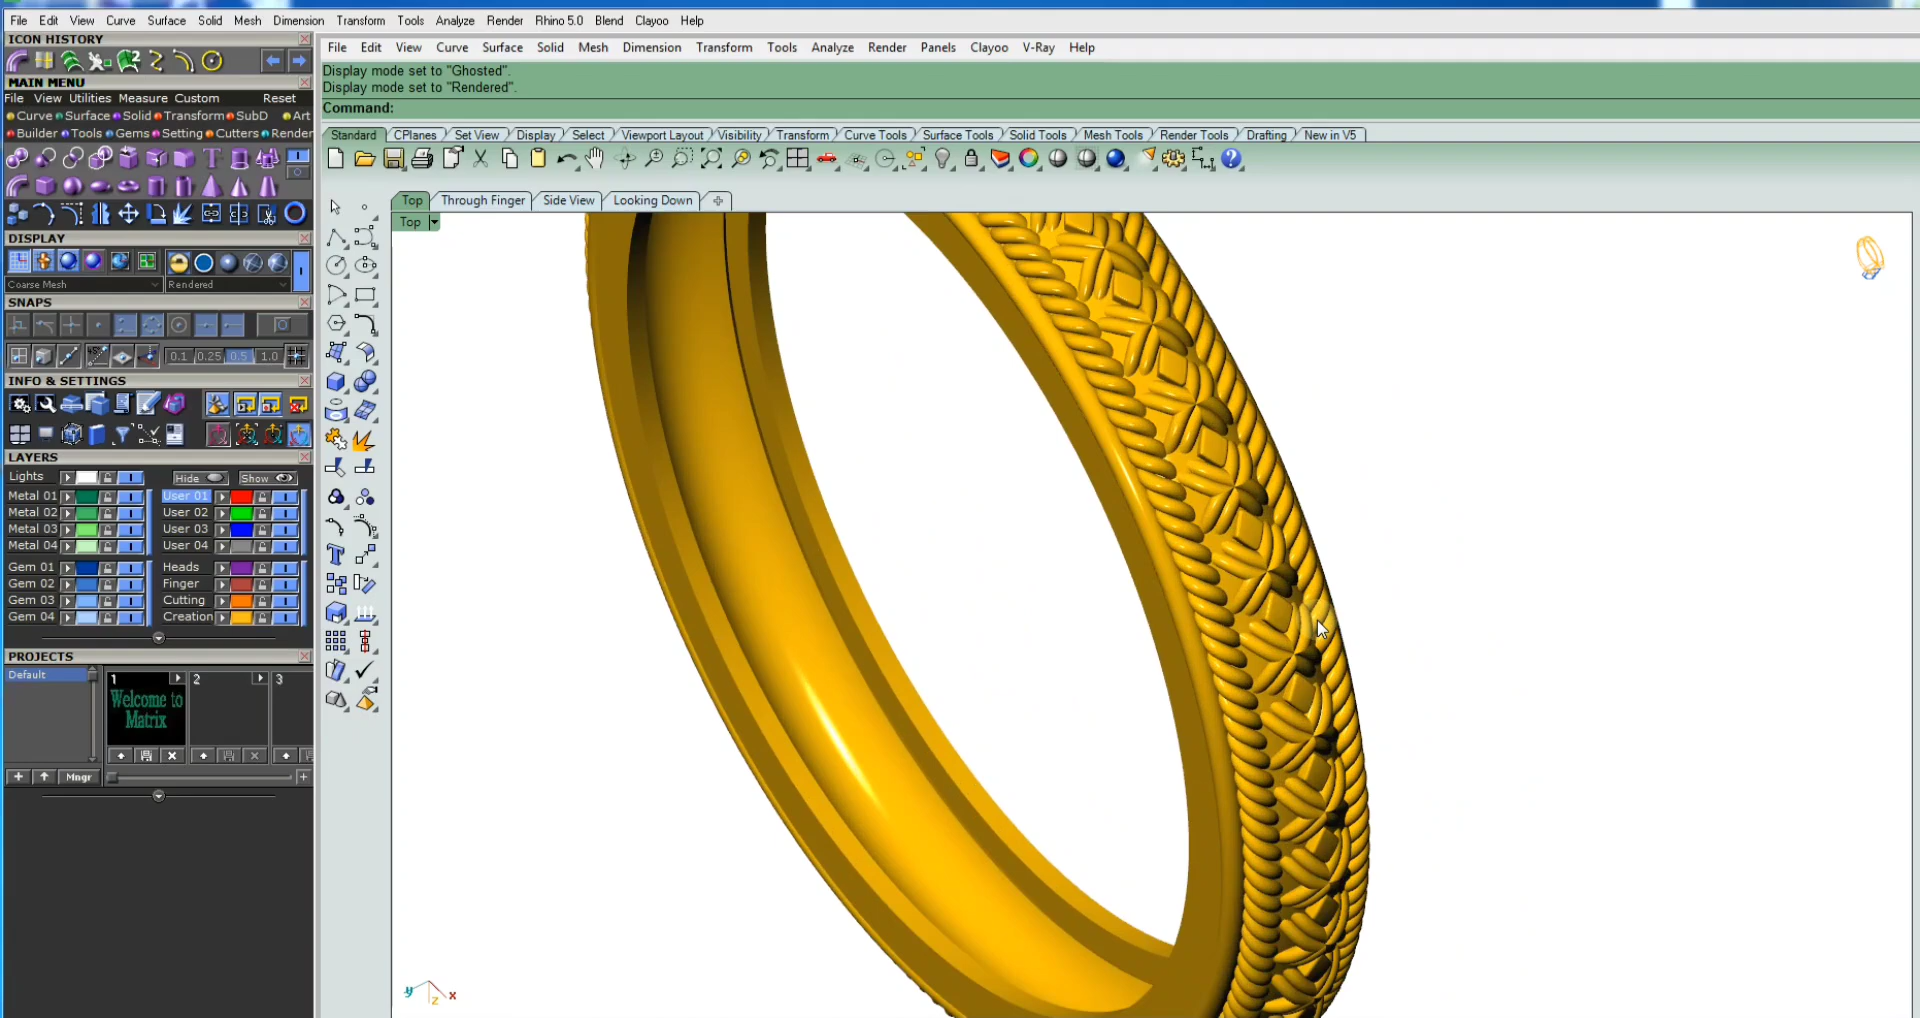 File Edit View Curve Surface Solid Mesh Dimension Transform Tools Analyze Render Rhino 5.0 Blend Clayoo Help
ICON HISTORY
2
MAIN MENU
File View Utilities Measure Custom Reset
Curve Surface Solid Transform SubD Art
Builder Tools Gems Setting Cutters Render
DISPLAY
Coarse Mesh Rendered
SNAPS
45°
0.1 0.25 0.5 1.0
INFO & SETTINGS
LAYERS
Lights Hide Show
Metal 01 User 01
Metal 02 User 02
Metal 03 User 03
Metal 04 User 04
Gem 01 Heads
Gem 02 Finger
Gem 03 Cutting
Gem 04 Creation
PROJECTS
Default
1 2 3
Welcome to
Matrix
Mngr
File Edit View Curve Surface Solid Mesh Dimension Transform Tools Analyze Render Panels Clayoo V-Ray Help
Display mode set to "Ghosted".
Display mode set to "Rendered".
Command:
Standard CPlanes Set View Display Select Viewport Layout Visibility Transform Curve Tools Surface Tools Solid Tools Mesh Tools Render Tools Drafting New in V5
Top Through Finger Side View Looking Down
Top
y z x